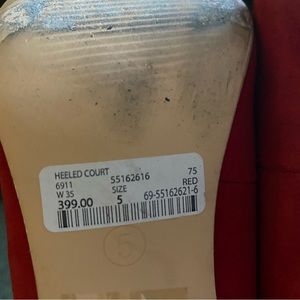 HEELED COURT 55162616 75
6911 SIZE RED
W 35 5 69-55162621-6
399.00
5